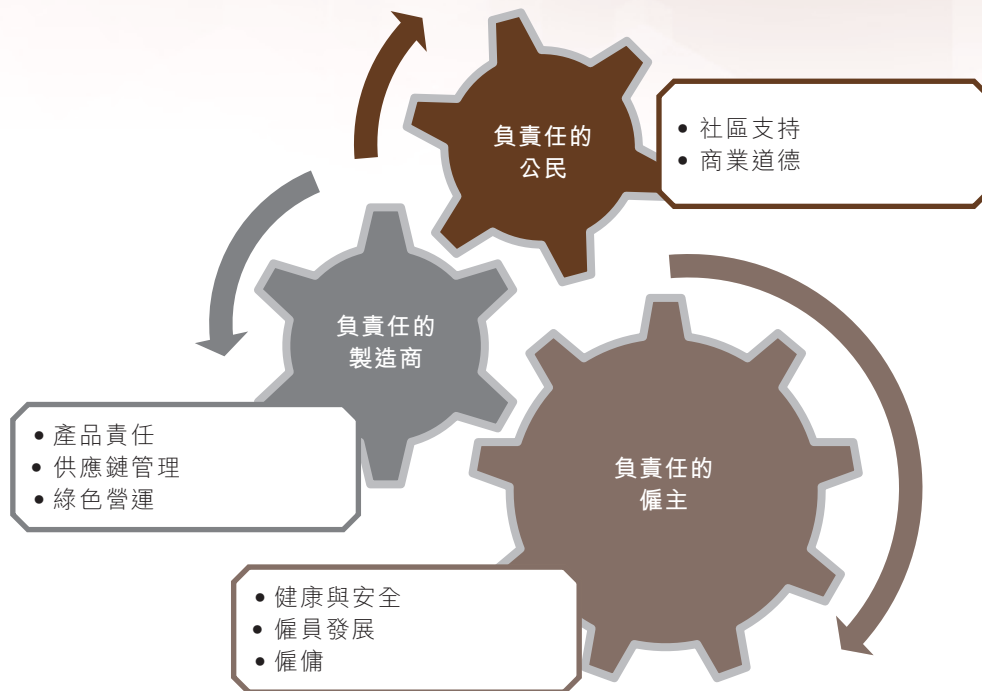 負責任的
公民
• 社區支持
• 商業道德
負責任的
製造商
• 產品責任
• 供應鏈管理
• 綠色營運
負責任的
僱主
• 健康與安全
• 僱員發展
• 僱傭